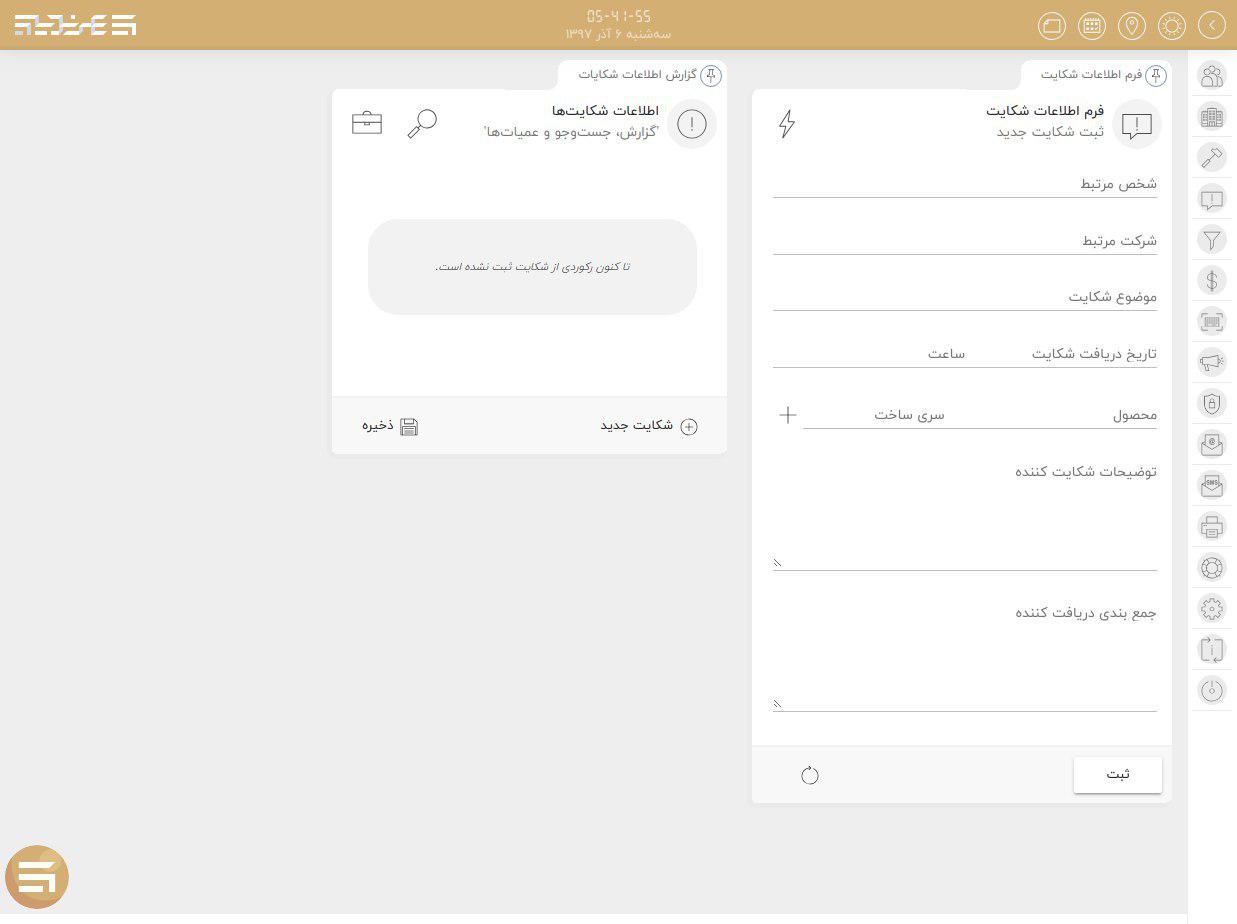 05-41-55
سه‌شنبه ۶ آذر ۱۳۹۷
فرم اطلاعات شکایت
فرم اطلاعات شکایت
ثبت شکایت جدید
شخص مرتبط
شرکت مرتبط
موضوع شکایت
تاریخ دریافت شکایت ساعت
محصول سری ساخت
توضیحات شکایت کننده
جمع بندی دریافت کننده
ثبت
گزارش اطلاعات شکایات
اطلاعات شکایت‌ها
'گزارش، جست‌وجو و عمیات‌ها'
تا کنون رکوردی از شکایت ثبت نشده است.
شکایت جدید ذخیره
SMS